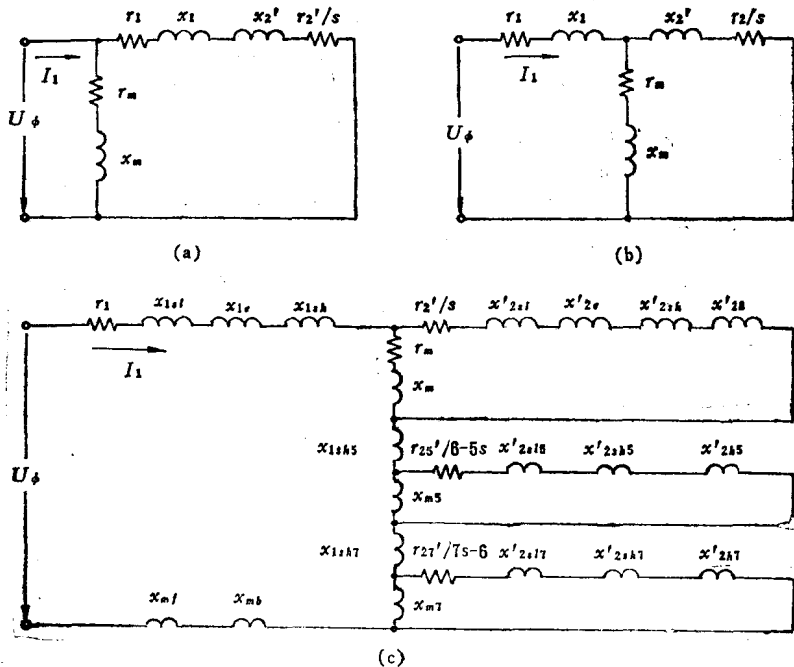 r₁ x₁ x₂' r₂'/s
I₁
rₘ
Uϕ
xₘ
(a)
r₁ x₁ x₂' r₂/s
I₁
rₘ
Uϕ
xₘ
(b)
r₁ x₁ₛₗ x₁ₑ x₁ₛₕ r₂'/s x'₂ₛₗ x'₂ₑ x'₂ₛₕ
I₁
rₘ
xₘ
x₁ₛₕ₅ r₂₅'/6-5s x'₂ₛₕ₅ x'₂ₕ₅
Uϕ
xₘ₅
x₁ₛₕ₇ r₂₇'/7s-6 x'₂ₛₗ₇ x'₂ₛₕ₇ x'₂ₕ₇
xₘf xₘb xₘ₇
(c)